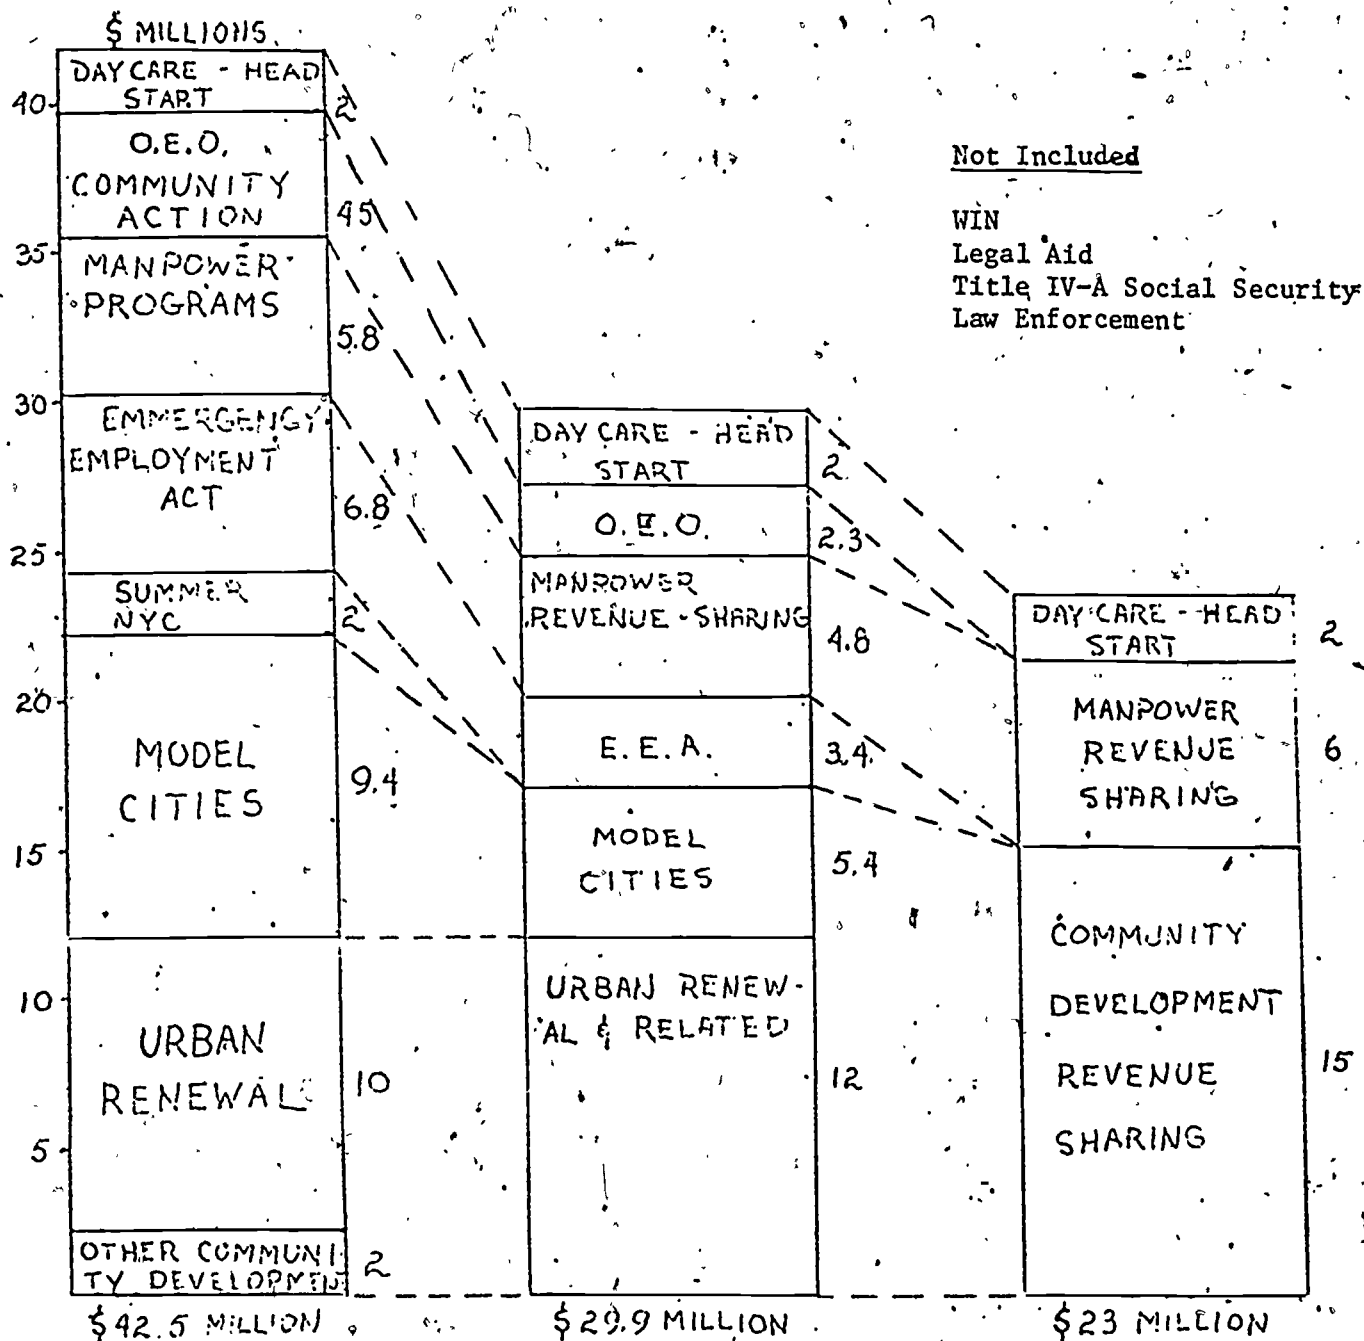 $ MILLIONS
40
35
30
25
20
15
10
5
DAY CARE - HEAD
START
2
O.E.O.
COMMUNITY
ACTION
45
MANPOWER
PROGRAMS
5.8
EMMERGENCY
EMPLOYMENT
ACT
6.8
SUMMER
NYC
2
MODEL
CITIES
9.4
URBAN
RENEWAL
10
OTHER COMMUNI-
TY DEVELOPMENT
2
$42.5 MILLION
DAY CARE - HEAD
START
2
O.E.O.
2.3
MANPOWER
REVENUE-SHARING
4.8
E.E.A.
3.4
MODEL
CITIES
5.4
URBAN RENEW-
AL & RELATED
12
$29.9 MILLION
Not Included
WIN
Legal Aid
Title IV-A Social Security
Law Enforcement
DAY CARE - HEAD
START
2
MANPOWER
REVENUE
SHARING
6
COMMUNITY
DEVELOPMENT
REVENUE
SHARING
15
$23 MILLION